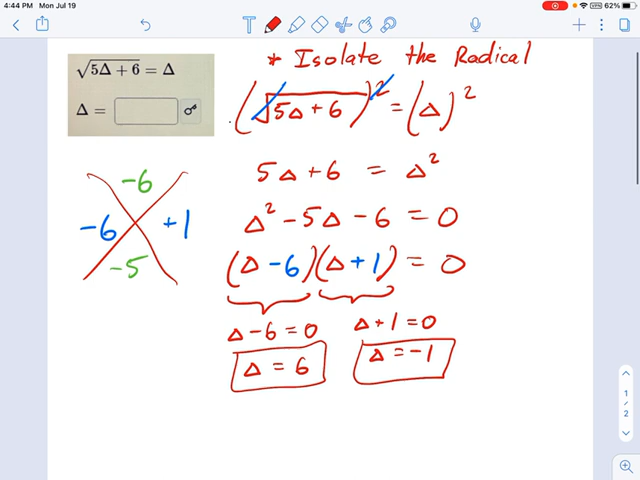 4:44 PM Mon Jul 19
62%
T
* Isolate the Radical
√5Δ + 6 = Δ
Δ =
(√5Δ + 6)² = (Δ)²
5Δ + 6 = Δ²
Δ² - 5Δ - 6 = 0
(Δ - 6)(Δ + 1) = 0
-6
-6 +1
-5
Δ - 6 = 0 Δ + 1 = 0
Δ = 6 Δ = -1
1
/
2